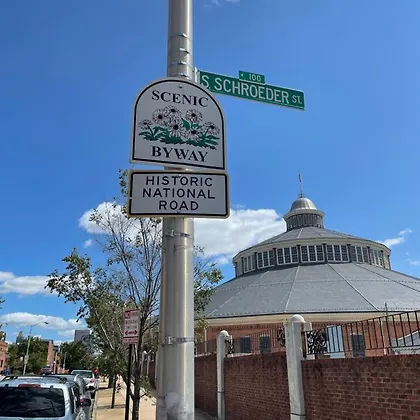 100
S. SCHROEDER ST.
SCENIC
BYWAY
HISTORIC
NATIONAL
ROAD